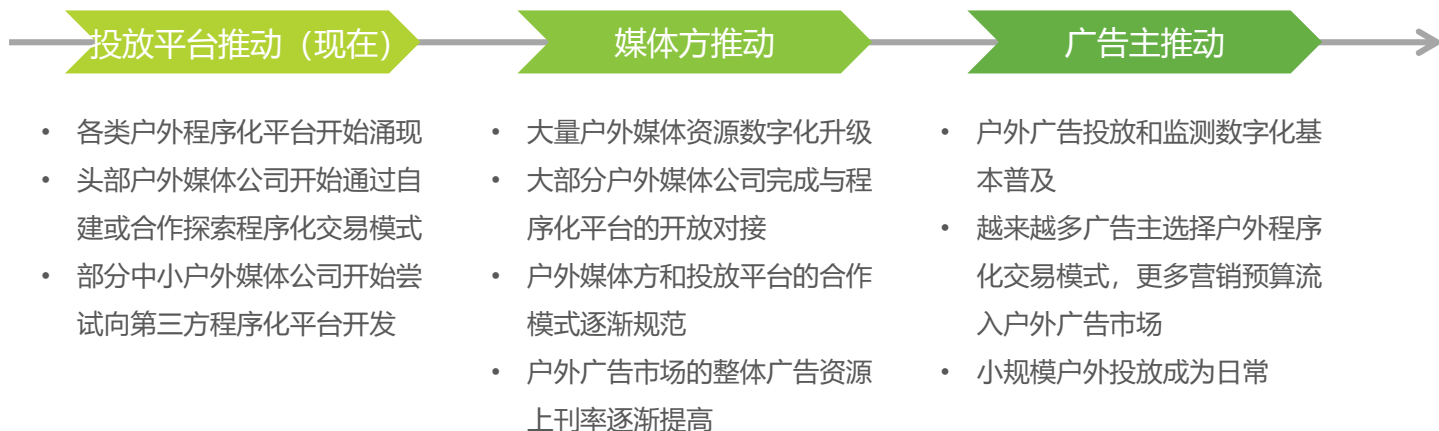 投放平台推动（现在）
媒体方推动
广告主推动
• 各类户外程序化平台开始涌现
• 头部户外媒体公司开始通过自
建或合作探索程序化交易模式
• 部分中小户外媒体公司开始尝
试向第三方程序化平台开发
• 大量户外媒体资源数字化升级
• 大部分户外媒体公司完成与程
序化平台的开放对接
• 户外媒体方和投放平台的合作
模式逐渐规范
• 户外广告市场的整体广告资源
上刊率逐渐提高
• 户外广告投放和监测数字化基
本普及
• 越来越多广告主选择户外程序
化交易模式，更多营销预算流
入户外广告市场
• 小规模户外投放成为日常